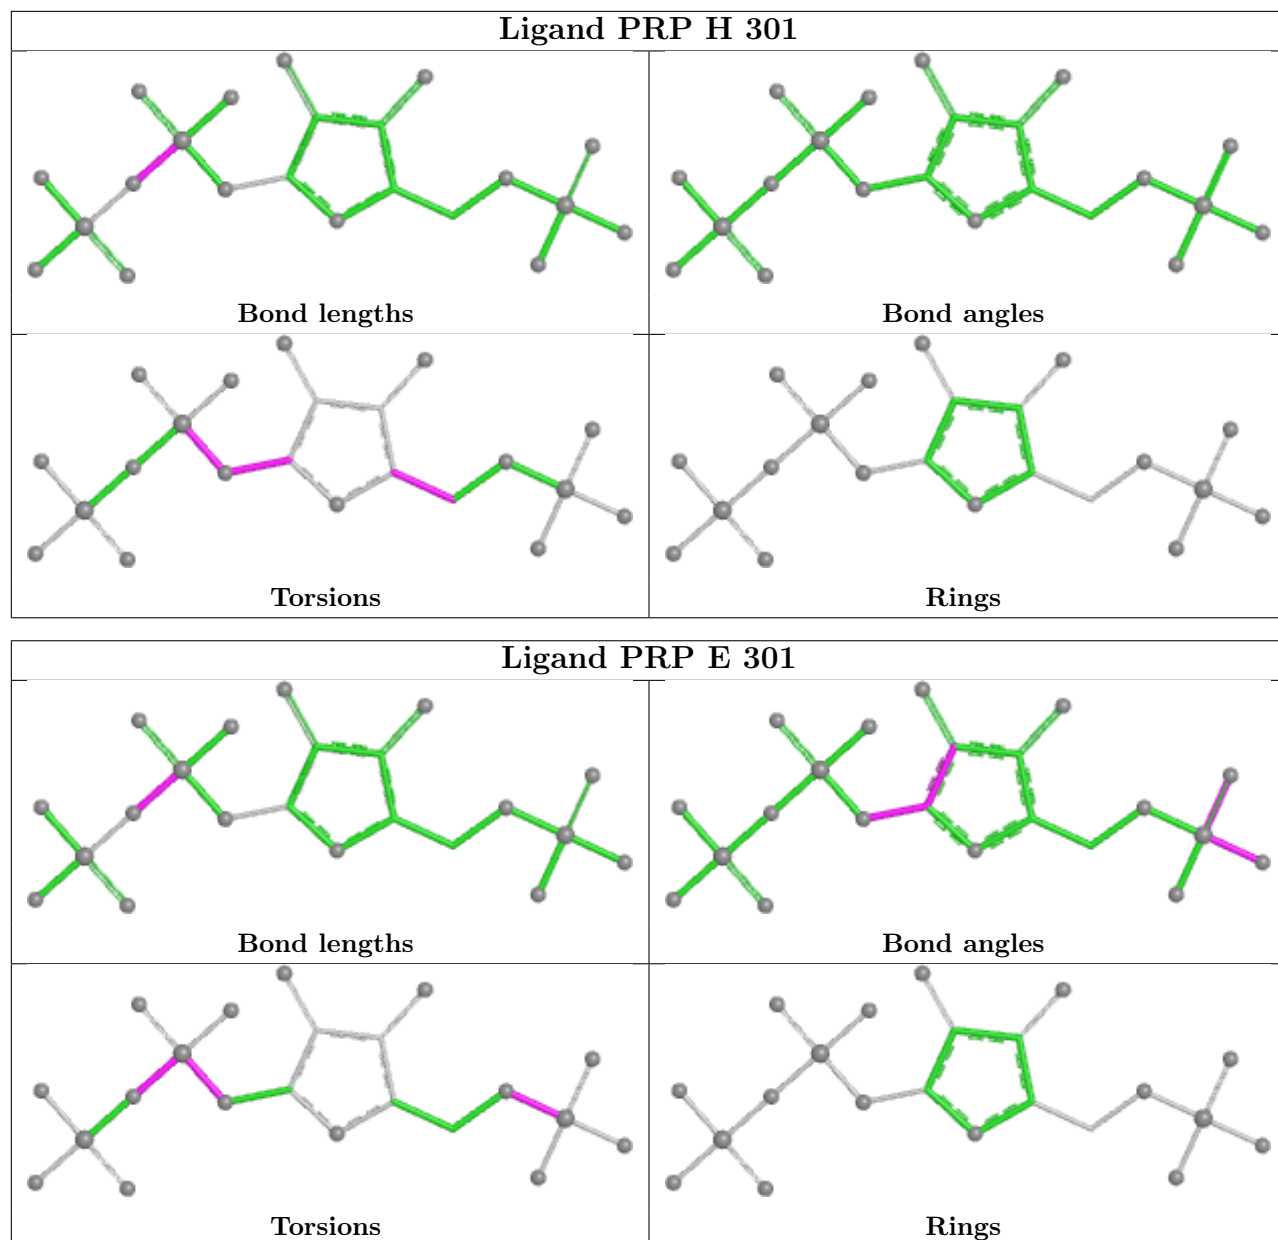 Ligand PRP H 301
Bond lengths
Bond angles
Torsions
Rings
Ligand PRP E 301
Bond lengths
Bond angles
Torsions
Rings